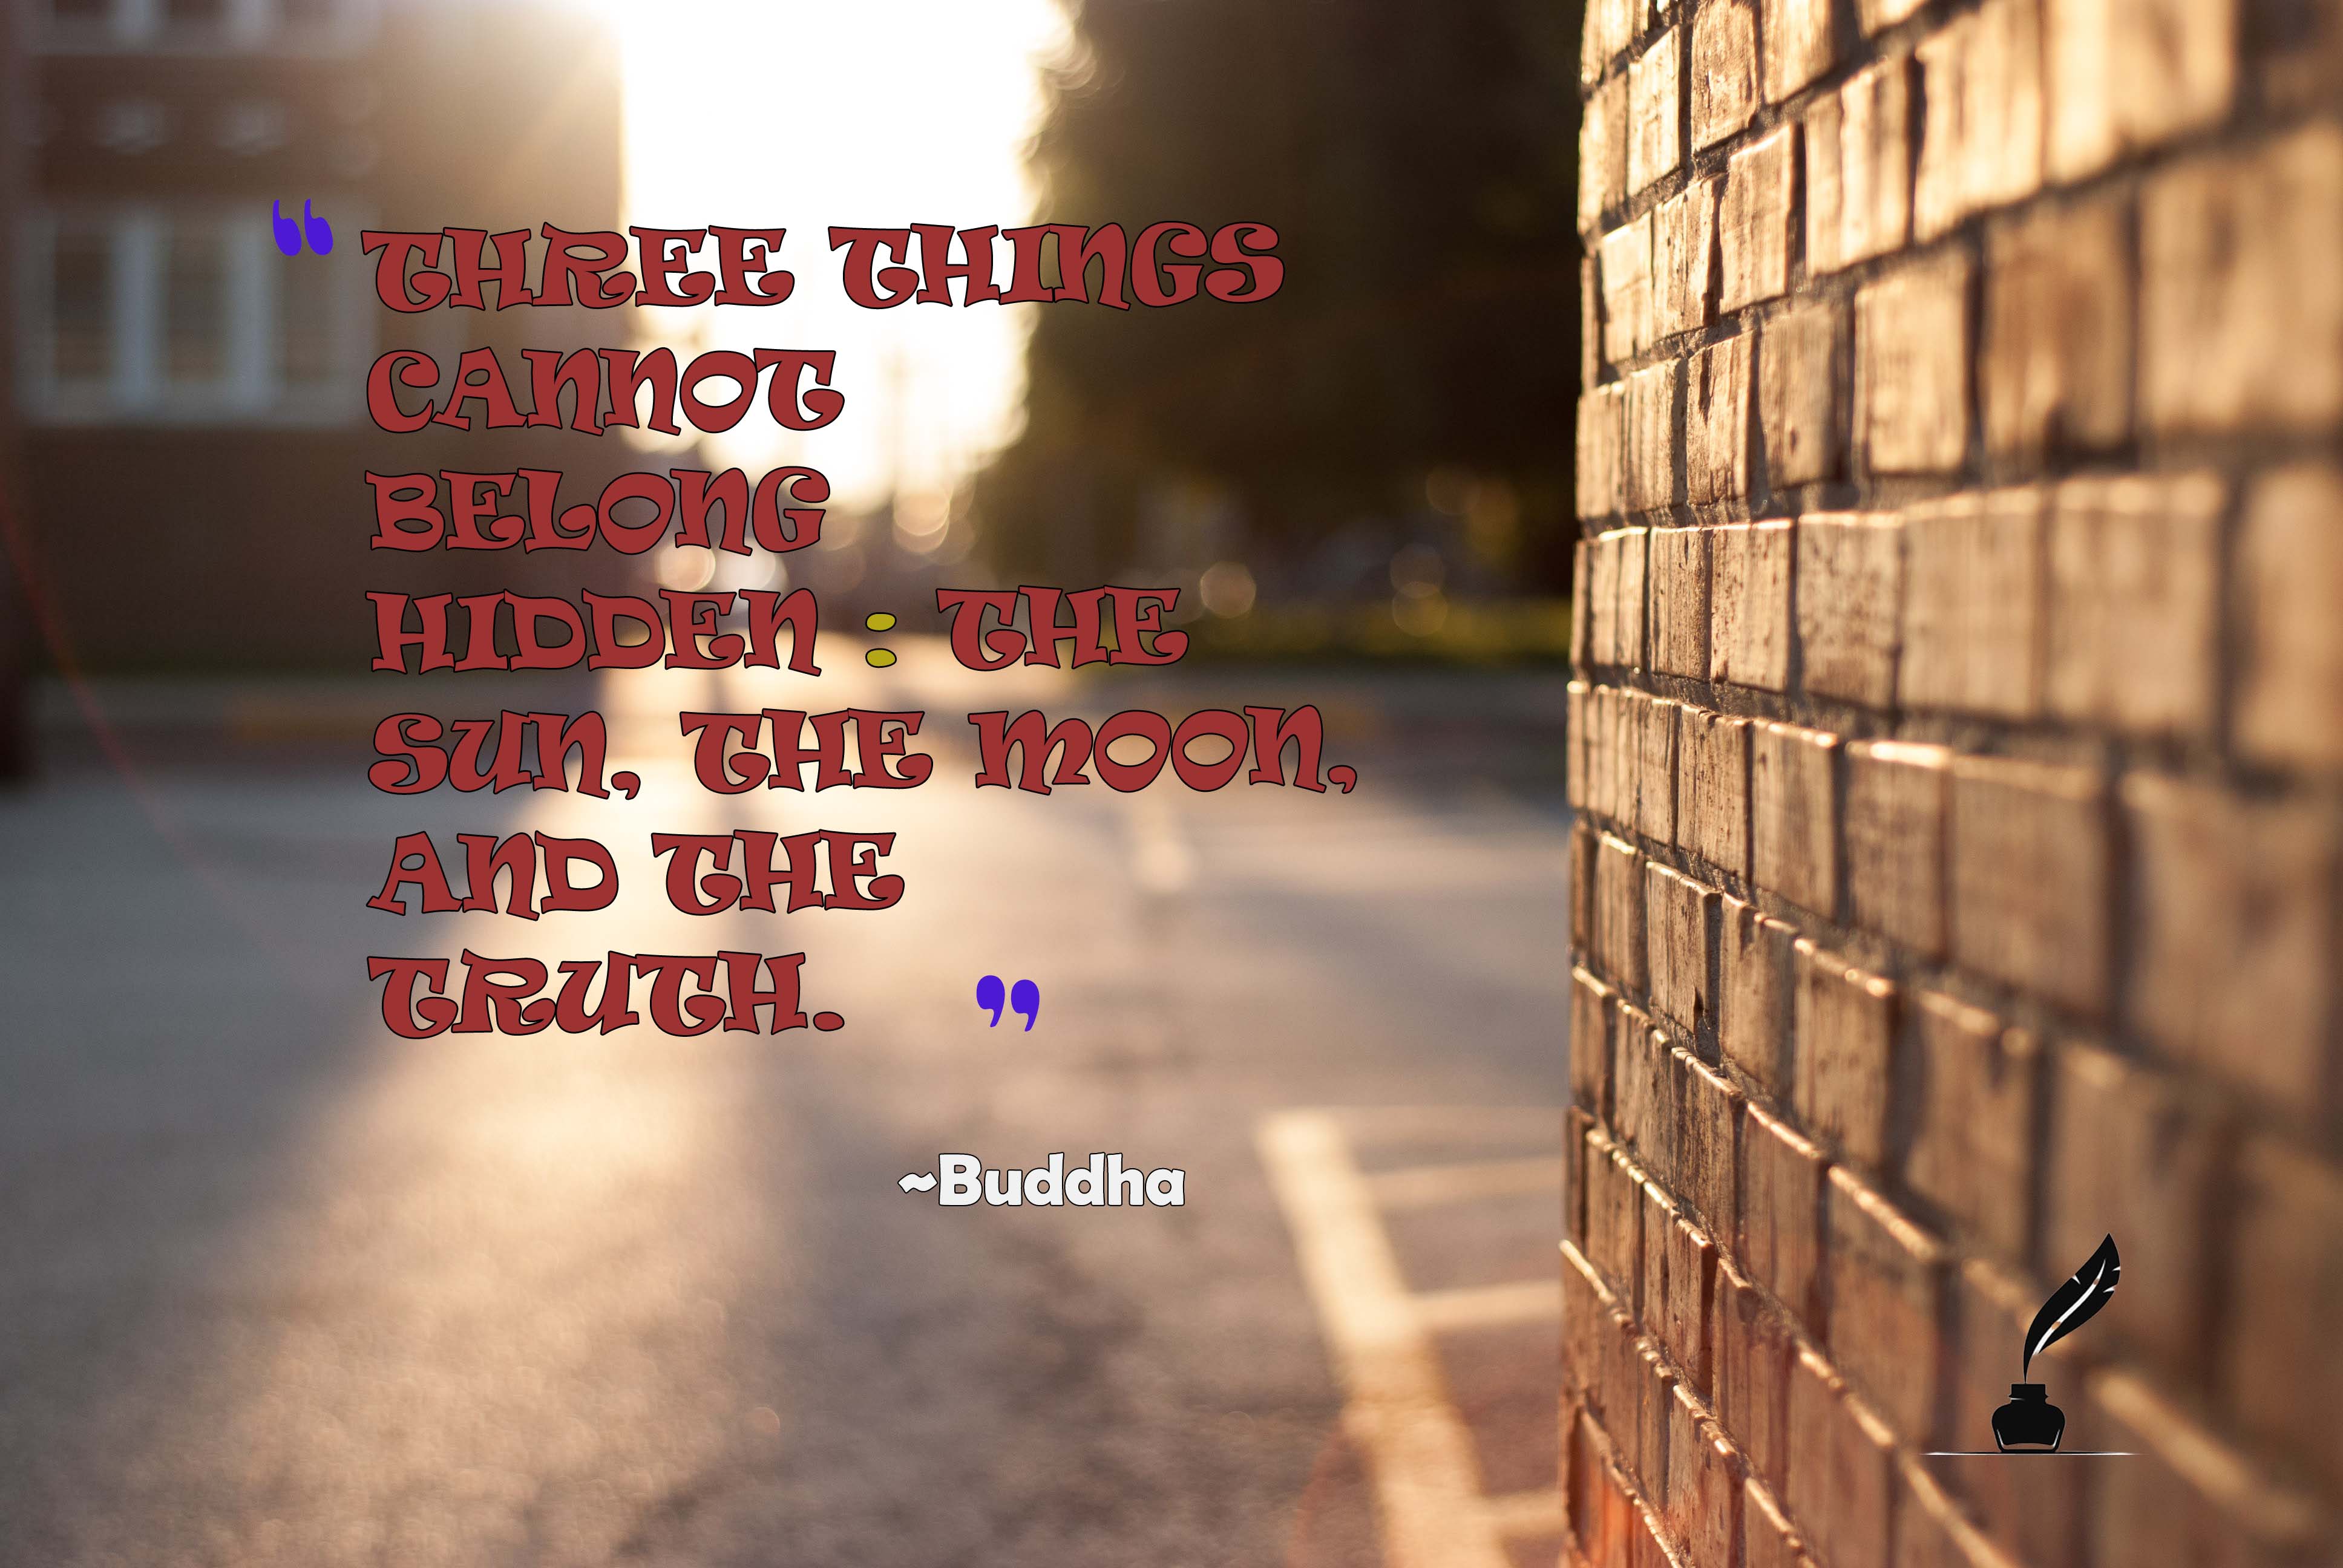 “ THREE THINGS
CANNOT
BELONG
HIDDEN : THE
SUN, THE MOON,
AND THE
TRUTH. ”
~Buddha